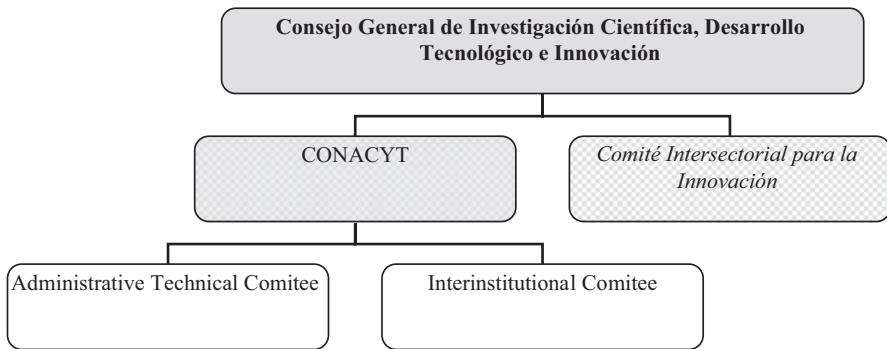 Consejo General de Investigación Científica, Desarrollo
Tecnológico e Innovación
CONACYT
Comité Intersectorial para la
Innovación
Administrative Technical Comitee
Interinstitutional Comitee